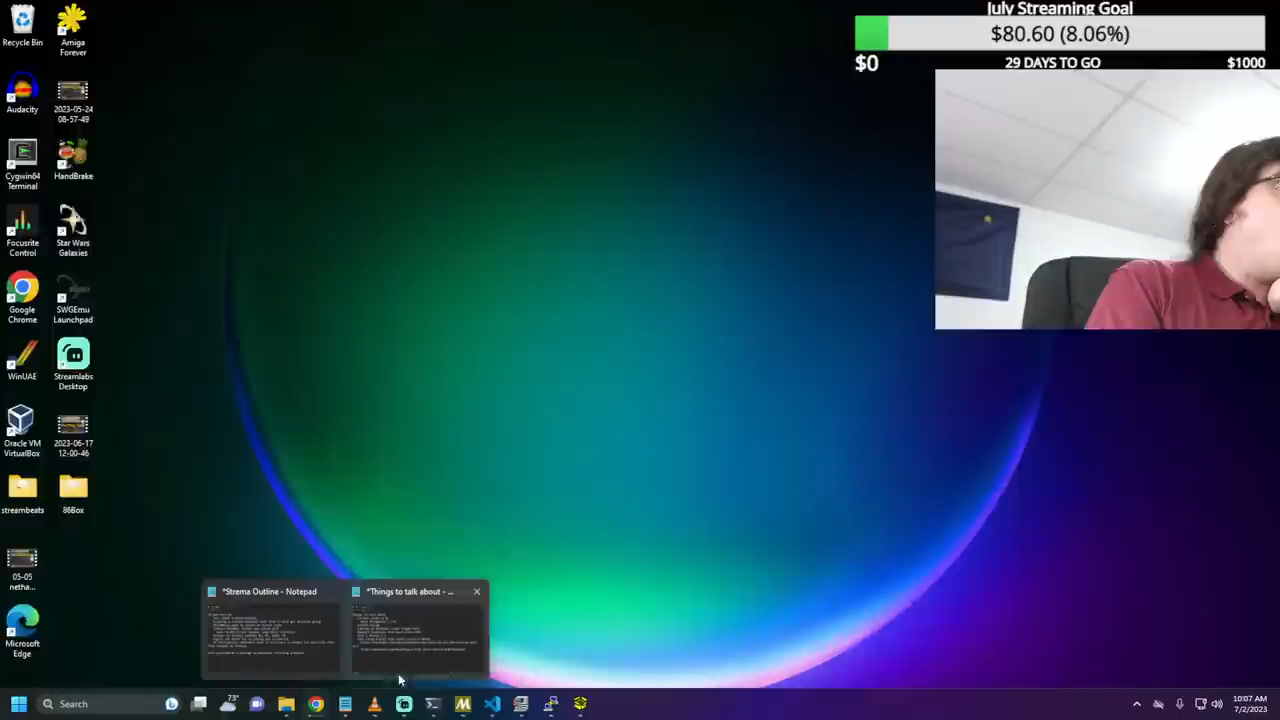 July Streaming Goal
$80.60 (8.06%)
$0
29 DAYS TO GO
$1000
Recycle Bin
Amiga
Forever
Audacity
2023-05-24
08-57-49
Cygwin64
Terminal
HandBrake
Focusrite
Control
Star Wars
Galaxies
Google
Chrome
SWGEmu
Launchpad
WinUAE
Streamlabs
Desktop
Oracle VM
VirtualBox
2023-06-17
12-00-46
streambeats
86Box
05-05
netha...
Microsoft
Edge
*Strema Outline - Notepad
*Things to talk about - ...
Search
73°
10:07 AM
7/2/2023